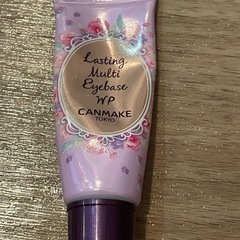 Lasting
Multi
Eyebase
WP
CANMAKE
TOKYO